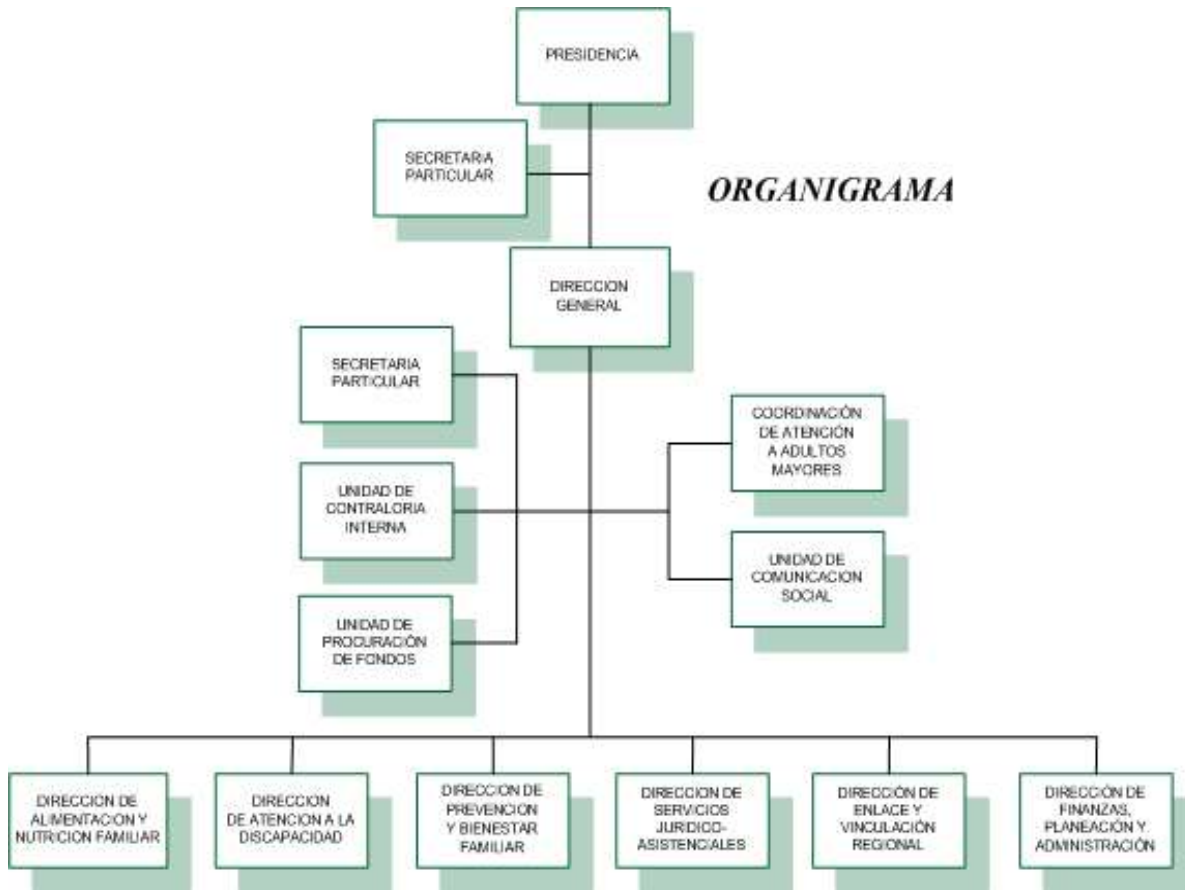 PRESIDENCIA
SECRETARIA
PARTICULAR
ORGANIGRAMA
DIRECCION
GENERAL
SECRETARIA
PARTICULAR
COORDINACIÓN
DE ATENCIÓN
A ADULTOS
MAYORES
UNIDAD DE
CONTRALORIA
INTERNA
UNIDAD DE
COMUNICACION
SOCIAL
UNIDAD DE
PROCURACIÓN
DE FONDOS
DIRECCION DE
ALIMENTACION Y
NUTRICION FAMILIAR
DIRECCION
DE ATENCION A LA
DISCAPACIDAD
DIRECCION DE
PREVENCION
Y BIENESTAR
FAMILIAR
DIRECCION DE
SERVICIOS
JURIDICO-
ASISTENCIALES
DIRECCIÓN DE
ENLACE Y
VINCULACIÓN
REGIONAL
DIRECCIÓN DE
FINANZAS,
PLANEACIÓN Y
ADMINISTRACIÓN